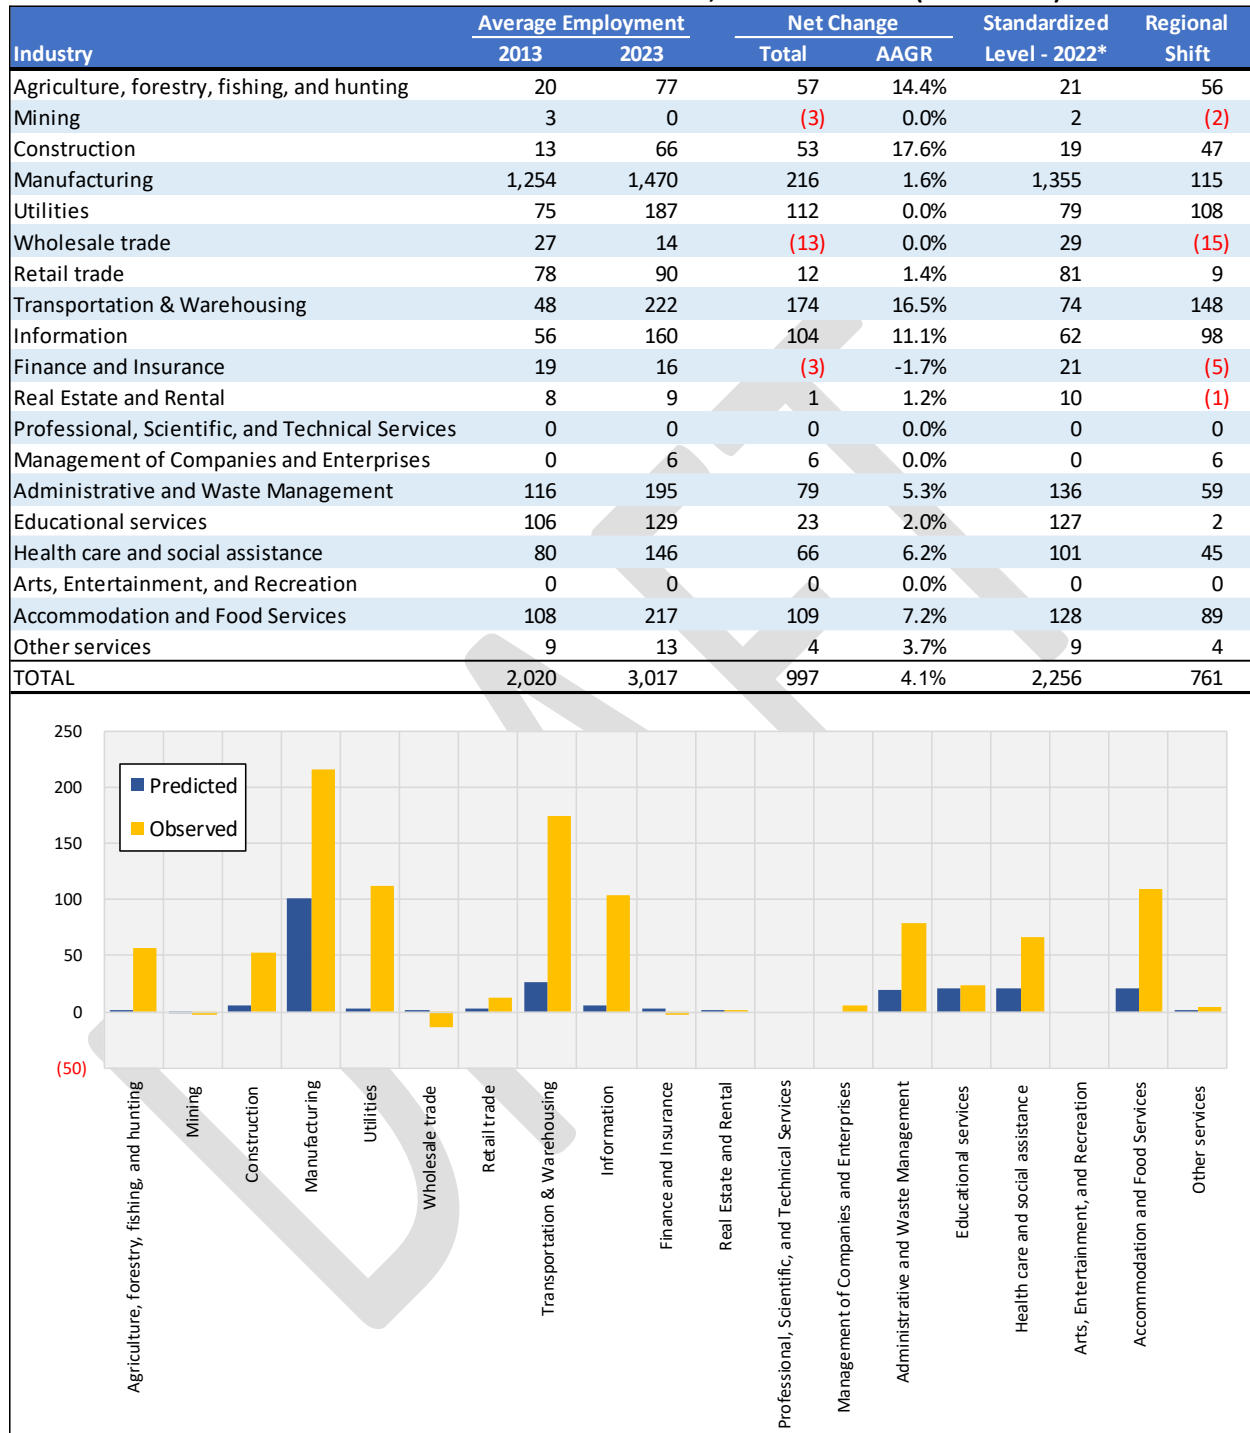 Average Employment Net Change Standardized Regional
Industry 2013 2023 Total AAGR Level - 2022* Shift
Agriculture, forestry, fishing, and hunting 20 77 57 14.4% 21 56
Mining 3 0 (3) 0.0% 2 (2)
Construction 13 66 53 17.6% 19 47
Manufacturing 1,254 1,470 216 1.6% 1,355 115
Utilities 75 187 112 0.0% 79 108
Wholesale trade 27 14 (13) 0.0% 29 (15)
Retail trade 78 90 12 1.4% 81 9
Transportation & Warehousing 48 222 174 16.5% 74 148
Information 56 160 104 11.1% 62 98
Finance and Insurance 19 16 (3) -1.7% 21 (5)
Real Estate and Rental 8 9 1 1.2% 10 (1)
Professional, Scientific, and Technical Services 0 0 0 0.0% 0 0
Management of Companies and Enterprises 0 6 6 0.0% 0 6
Administrative and Waste Management 116 195 79 5.3% 136 59
Educational services 106 129 23 2.0% 127 2
Health care and social assistance 80 146 66 6.2% 101 45
Arts, Entertainment, and Recreation 0 0 0 0.0% 0 0
Accommodation and Food Services 108 217 109 7.2% 128 89
Other services 9 13 4 3.7% 9 4
TOTAL 2,020 3,017 997 4.1% 2,256 761
250
200
150
100
50
0
(50)
Predicted
Observed
Agriculture, forestry, fishing, and hunting
Mining
Construction
Manufacturing
Utilities
Wholesale trade
Retail trade
Transportation & Warehousing
Information
Finance and Insurance
Real Estate and Rental
Professional, Scientific, and Technical Services
Management of Companies and Enterprises
Administrative and Waste Management
Educational services
Health care and social assistance
Arts, Entertainment, and Recreation
Accommodation and Food Services
Other services
DRAFT